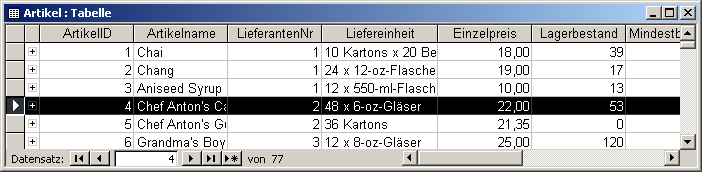 Artikel : Tabelle
ArtikelID Artikelname LieferantenNr Liefereinheit Einzelpreis Lagerbestand Mindestb
1 Chai 1 10 Kartons x 20 Be 18,00 39
2 Chang 1 24 x 12-oz-Flasche 19,00 17
3 Aniseed Syrup 1 12 x 550-ml-Flasch 10,00 13
4 Chef Anton's Ca 2 48 x 6-oz-Gläser 22,00 53
5 Chef Anton's Gu 2 36 Kartons 21,35 0
6 Grandma's Boy 3 12 x 8-oz-Gläser 25,00 120
Datensatz: 4 von 77